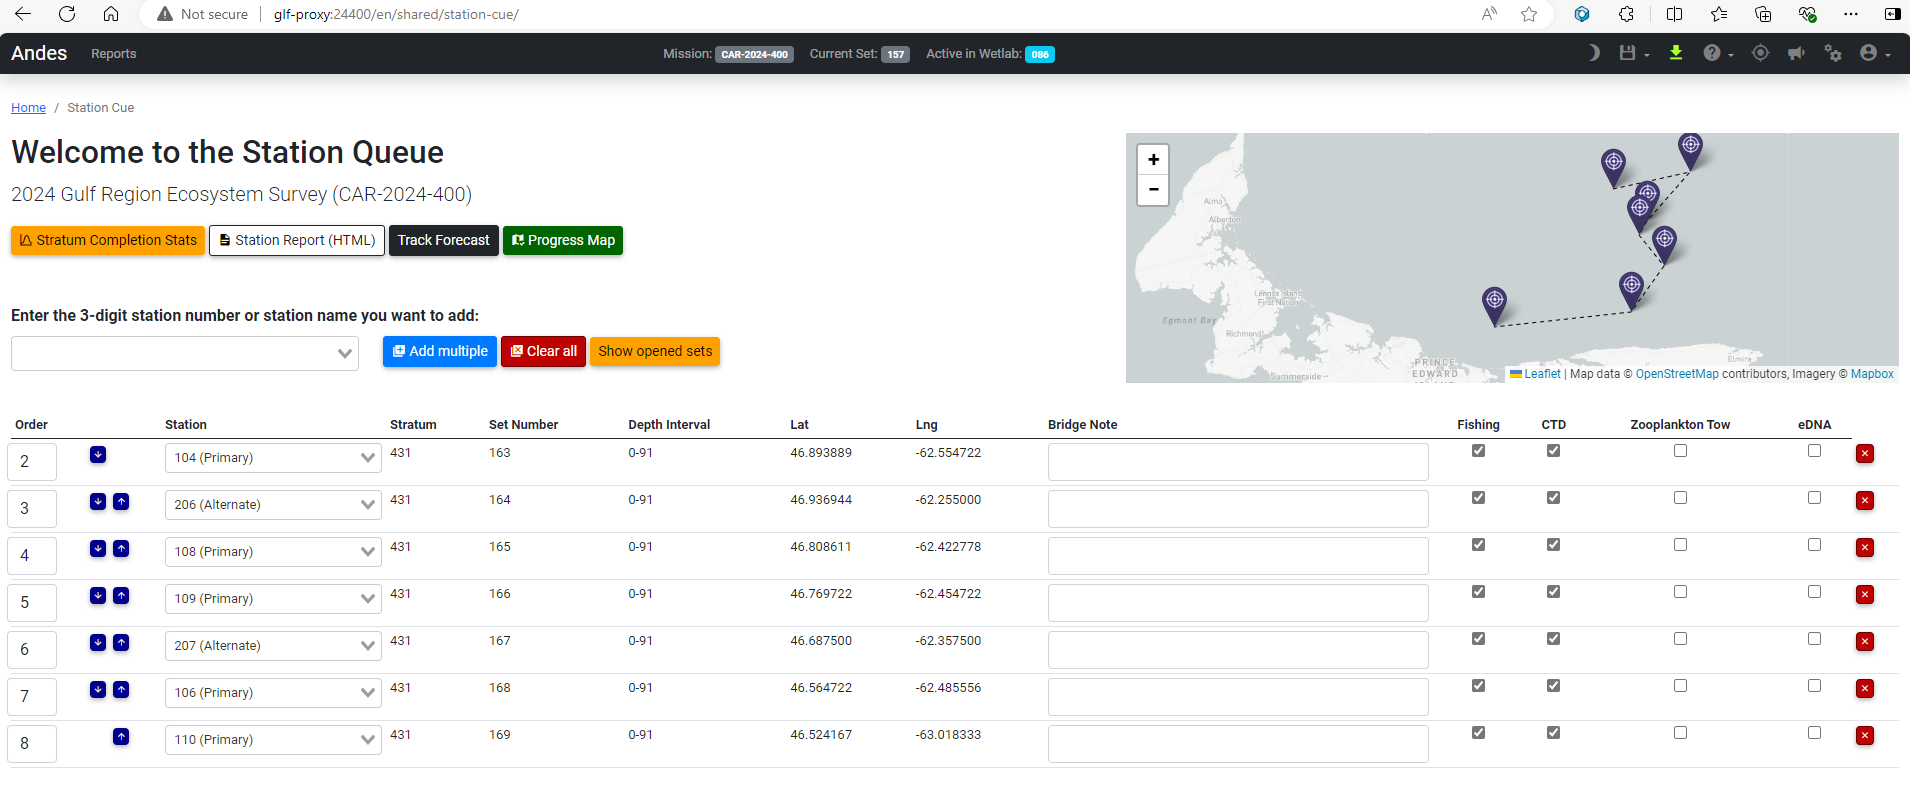 Not secure glf-proxy:24400/en/shared/station-cue/
Andes Reports Mission: CAR-2024-400 Current Set: 157 Active in Wetlab: 086
Home / Station Cue
Welcome to the Station Queue
2024 Gulf Region Ecosystem Survey (CAR-2024-400)
Stratum Completion Stats Station Report (HTML) Track Forecast Progress Map
Enter the 3-digit station number or station name you want to add:
Add multiple Clear all Show opened sets
+
−
Alma
Alberton
Lennox Island
First Nation
Egmont Bay
Richmond
PRINCE
EDWARD
Summerside
Elmira
Leaflet | Map data © OpenStreetMap contributors, Imagery © Mapbox
Order Station Stratum Set Number Depth Interval Lat Lng Bridge Note Fishing CTD Zooplankton Tow eDNA
2 104 (Primary) 431 163 0-91 46.893889 -62.554722
3 206 (Alternate) 431 164 0-91 46.936944 -62.255000
4 108 (Primary) 431 165 0-91 46.808611 -62.422778
5 109 (Primary) 431 166 0-91 46.769722 -62.454722
6 207 (Alternate) 431 167 0-91 46.687500 -62.357500
7 106 (Primary) 431 168 0-91 46.564722 -62.485556
8 110 (Primary) 431 169 0-91 46.524167 -63.018333